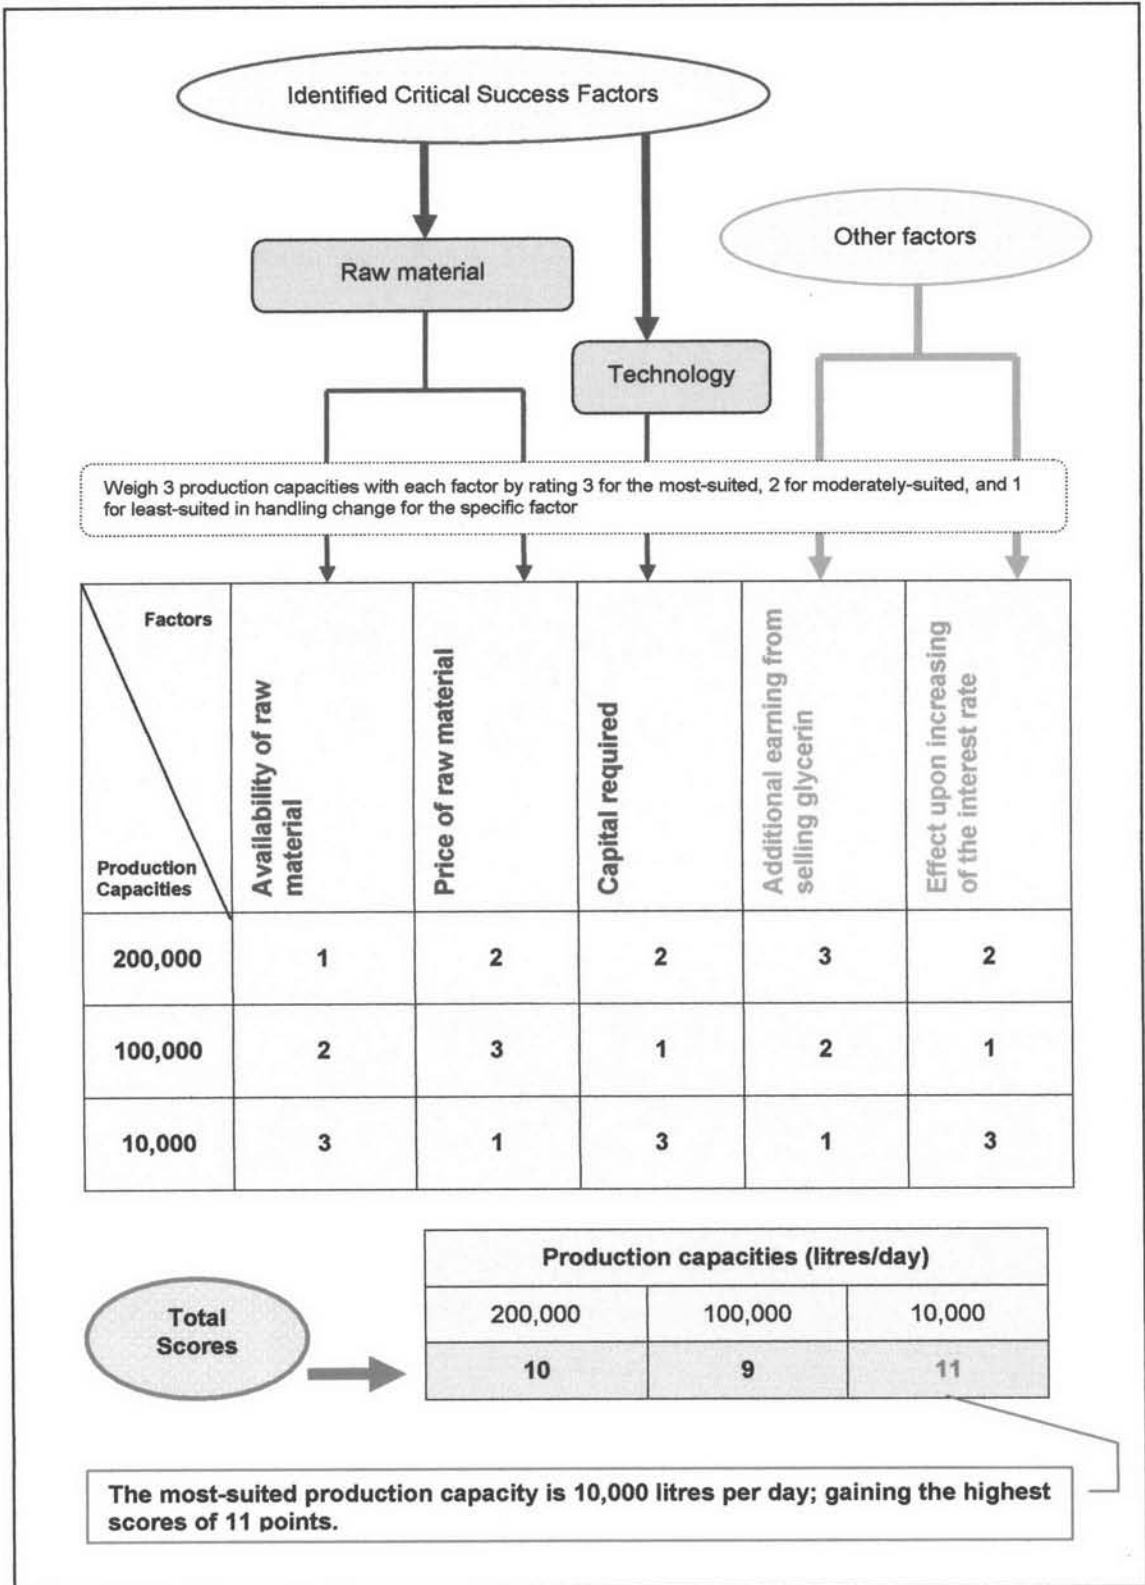 Identified Critical Success Factors
Other factors
Raw material
Technology
Weigh 3 production capacities with each factor by rating 3 for the most-suited, 2 for moderately-suited, and 1
for least-suited in handling change for the specific factor
Factors
Production
Capacities
Availability of raw
material
Price of raw material
Capital required
Additional earning from
selling glycerin
Effect upon increasing
of the interest rate
200,000 1 2 2 3 2
100,000 2 3 1 2 1
10,000 3 1 3 1 3
Total
Scores
Production capacities (litres/day)
200,000 100,000 10,000
10 9 11
The most-suited production capacity is 10,000 litres per day; gaining the highest
scores of 11 points.